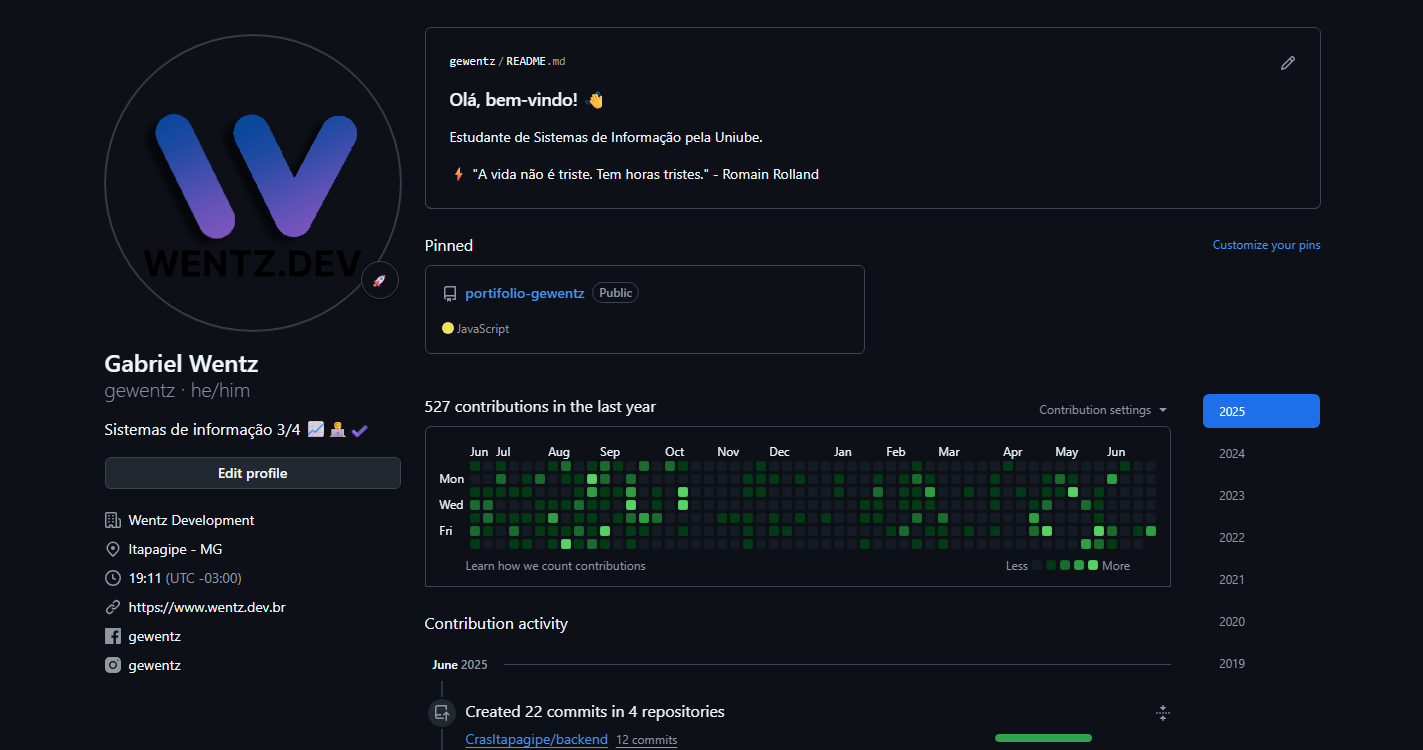 WENTZ.DEV
Gabriel Wentz
gewentz · he/him
Sistemas de informação 3/4
Edit profile
Wentz Development
Itapagipe - MG
19:11 (UTC -03:00)
https://www.wentz.dev.br
gewentz
gewentz
gewentz/README.md
Olá, bem-vindo!
Estudante de Sistemas de Informação pela Uniube.
"A vida não é triste. Tem horas tristes." - Romain Rolland
Pinned
Customize your pins
portifolio-gewentz Public
JavaScript
527 contributions in the last year
Contribution settings
Jun Jul Aug Sep Oct Nov Dec Jan Feb Mar Apr May Jun
Mon
Wed
Fri
Learn how we count contributions
Less More
2025
2024
2023
2022
2021
2020
2019
Contribution activity
June 2025
Created 22 commits in 4 repositories
CrasItapagipe/backend 12 commits